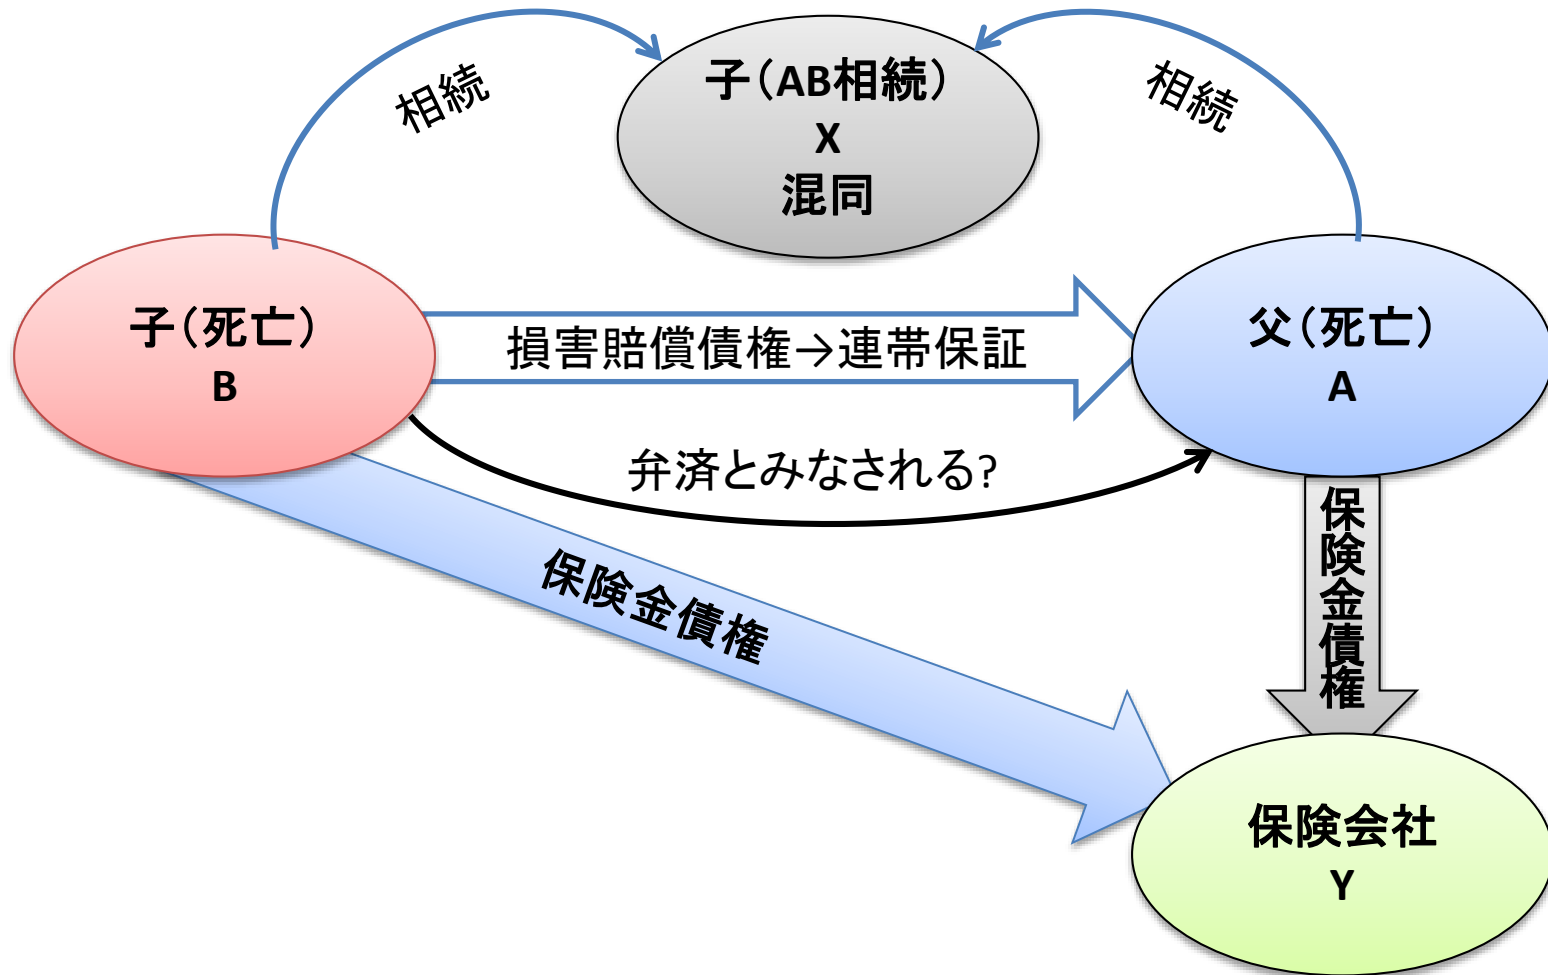 相続
子（AB相続）
X
混同
相続
子（死亡）
B
損害賠償債権→連帯保証
父（死亡）
A
弁済とみなされる?
保険金債権
保険金債権
保険会社
Y